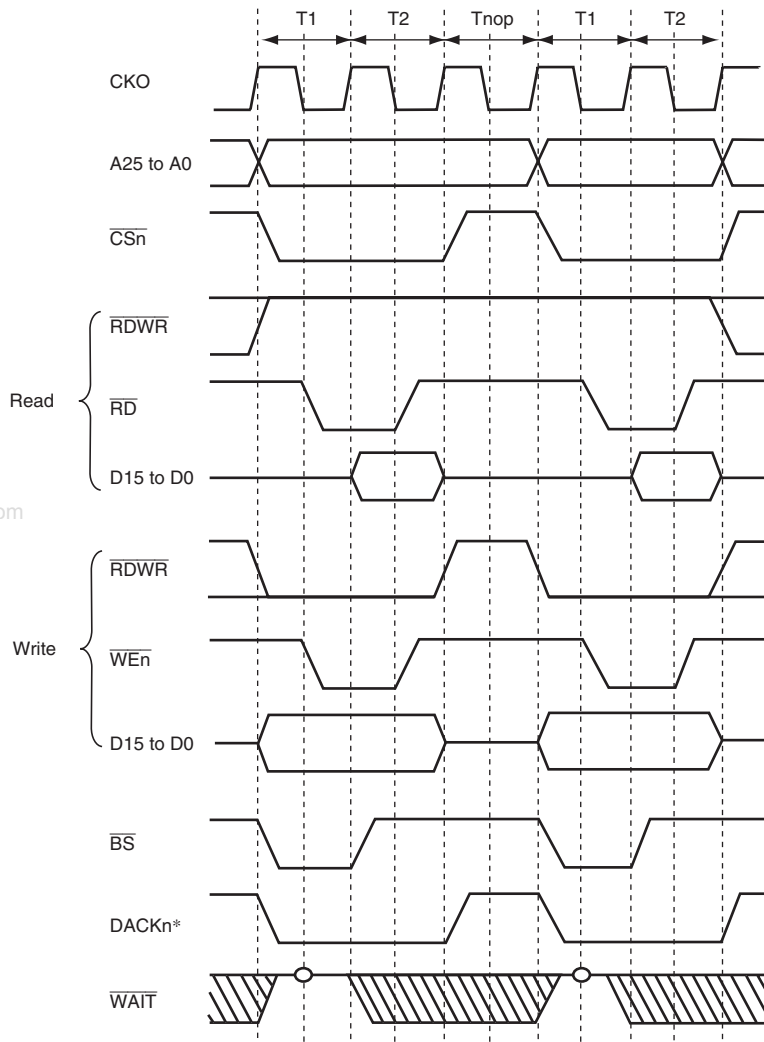 T1 T2 Tnop T1 T2
CKO
A25 to A0
CSn
RDWR
Read
RD
D15 to D0
om
RDWR
Write
WEn
D15 to D0
BS
DACKn*
WAIT